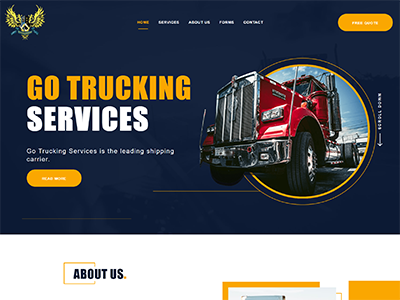 HOME SERVICES ABOUT US FORMS CONTACT
FREE QUOTE
GO TRUCKING
SERVICES
Go Trucking Services is the leading shipping
carrier.
READ MORE
SCROLL DOWN
ABOUT US.